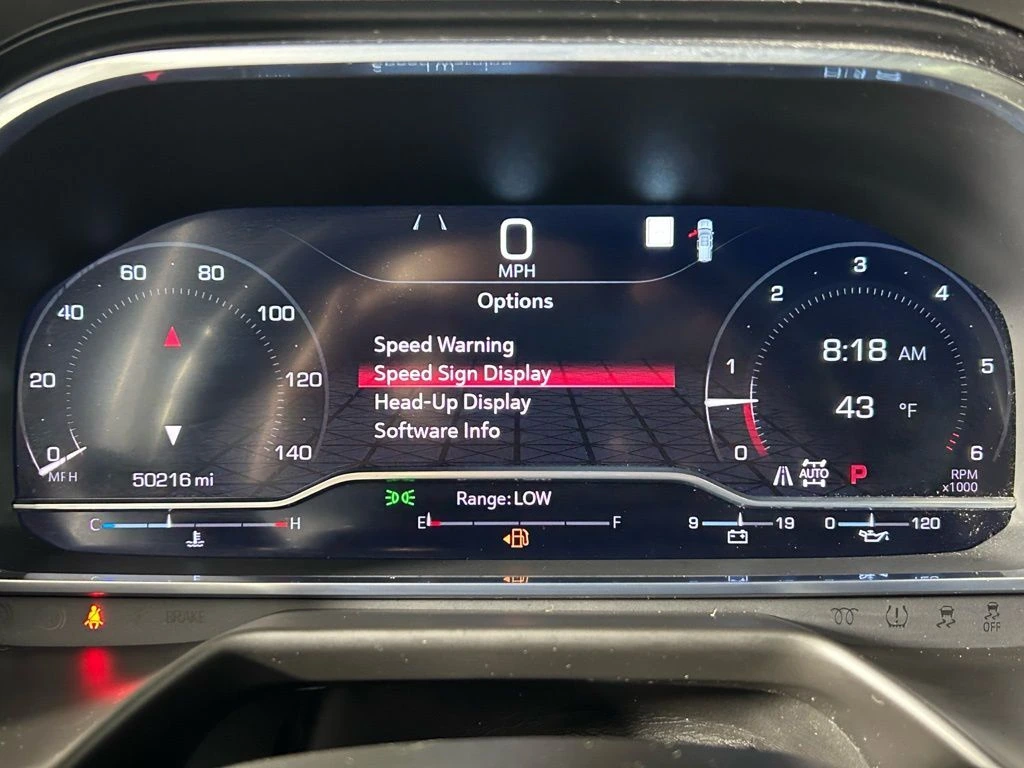 0
MPH
Options
Speed Warning
Speed Sign Display
Head-Up Display
Software Info
0
20
40
60
80
100
120
140
MPH
50216 mi
0
1
2
3
4
5
6
8:18 AM
43 °F
AUTO
P
RPM
x1000
Range: LOW
C H
E F
9 19
0 120
BRAKE
OFF